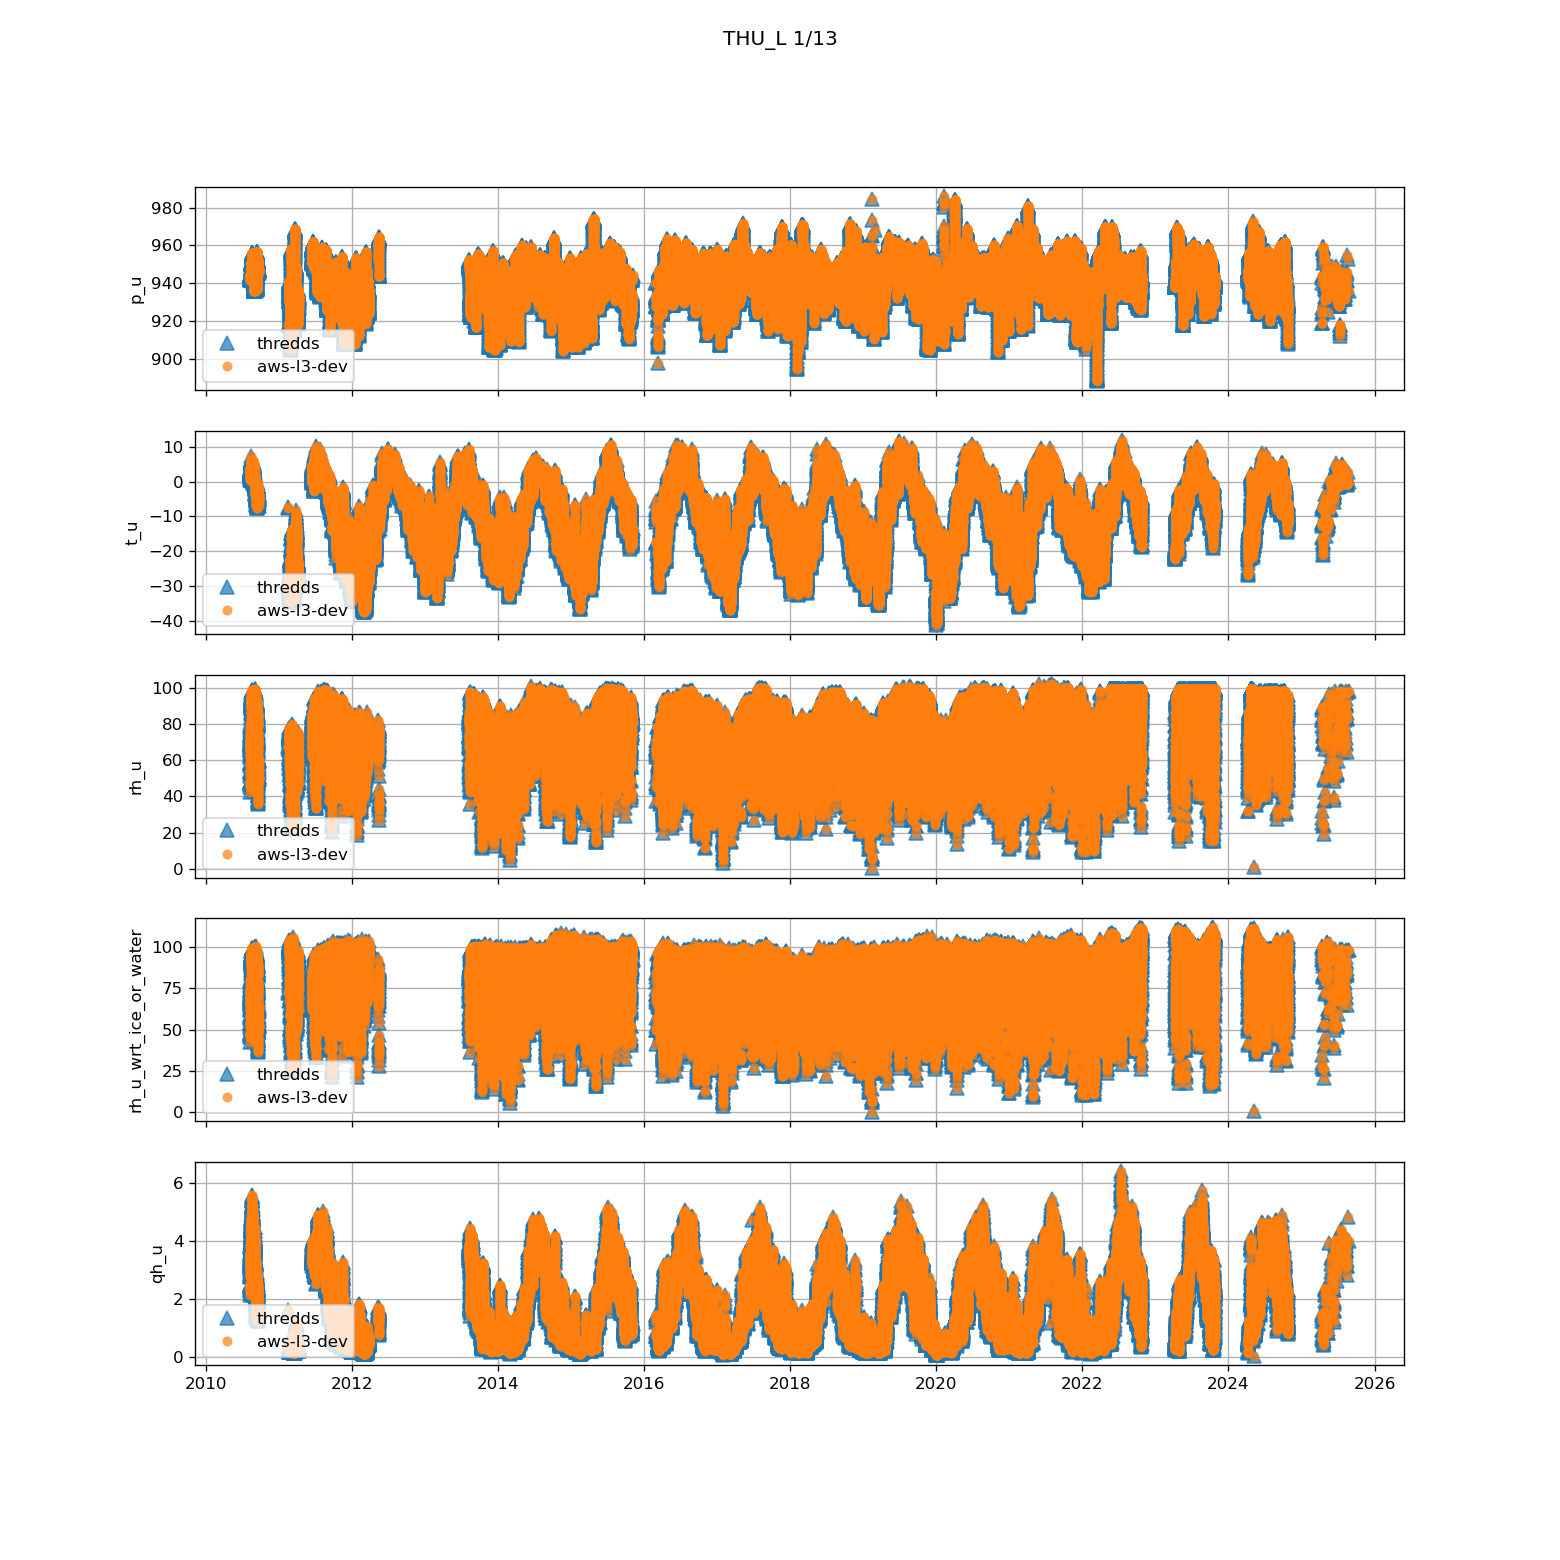 THU_L 1/13
980
960
940
920
900
p_u
thredds
aws-l3-dev
10
0
−10
−20
−30
−40
t_u
thredds
aws-l3-dev
100
80
60
40
20
0
rh_u
thredds
aws-l3-dev
100
75
50
25
0
rh_u_wrt_ice_or_water
thredds
aws-l3-dev
6
4
2
0
qh_u
thredds
aws-l3-dev
2010 2012 2014 2016 2018 2020 2022 2024 2026